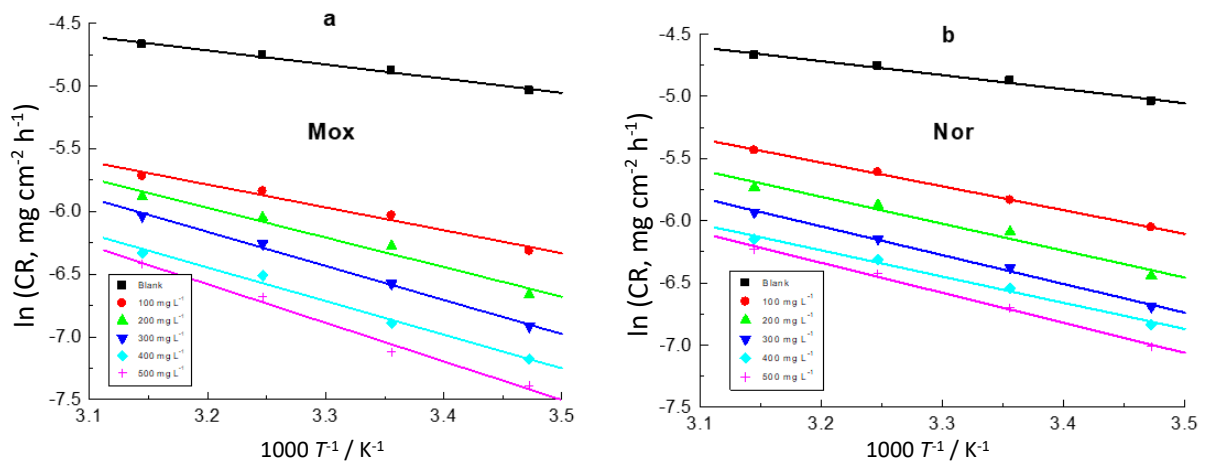 a
ln (CR, mg cm⁻² h⁻¹)
-4.5
-5.0
-5.5
-6.0
-6.5
-7.0
-7.5
Mox
Blank
100 mg L⁻¹
200 mg L⁻¹
300 mg L⁻¹
400 mg L⁻¹
500 mg L⁻¹
3.1 3.2 3.3 3.4 3.5
1000 T⁻¹ / K⁻¹
b
ln (CR, mg cm⁻² h⁻¹)
-4.5
-5.0
-5.5
-6.0
-6.5
-7.0
-7.5
Nor
Blank
100 mg L⁻¹
200 mg L⁻¹
300 mg L⁻¹
400 mg L⁻¹
500 mg L⁻¹
3.1 3.2 3.3 3.4 3.5
1000 T⁻¹ / K⁻¹